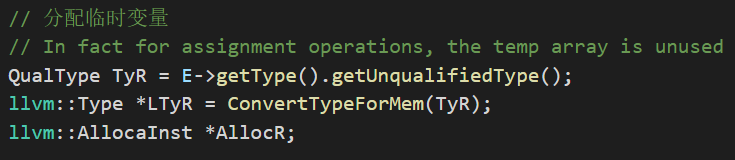 // 分配临时变量
// In fact for assignment operations, the temp array is unused
QualType TyR = E->getType().getUnqualifiedType();
llvm::Type *LTyR = ConvertTypeForMem(TyR);
llvm::AllocaInst *AllocR;